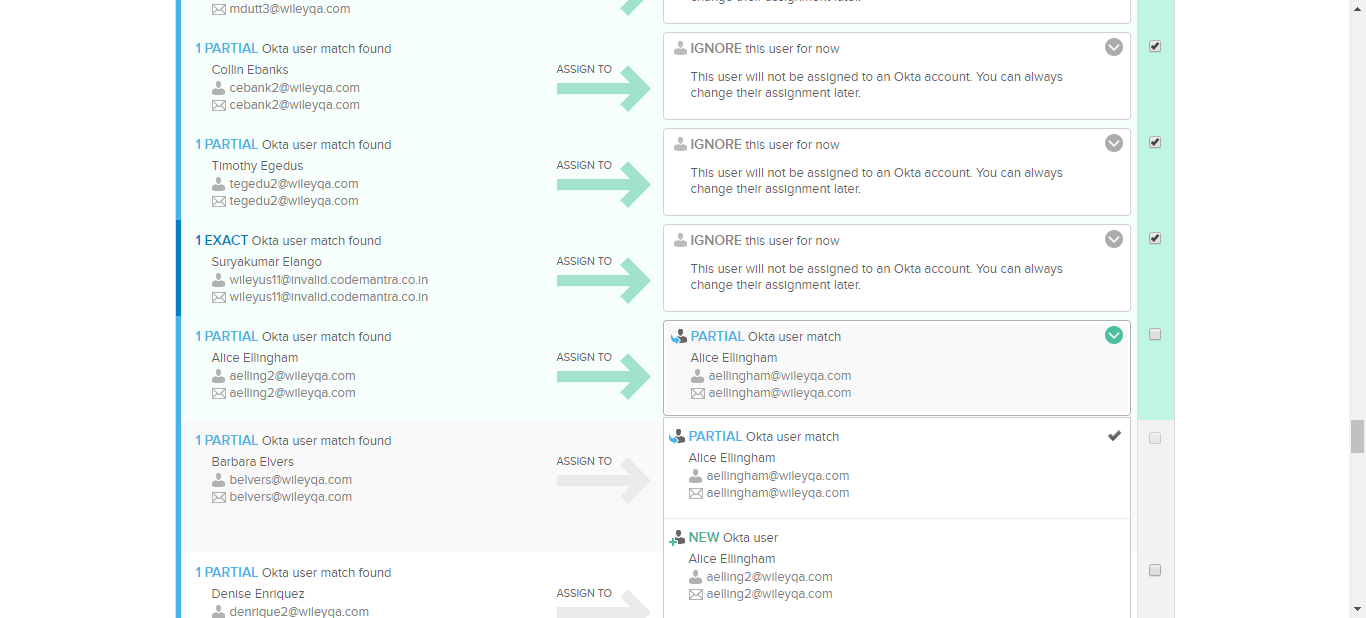 mdutt3@wileyqa.com
change their assignment later.
1 PARTIAL Okta user match found
Collin Ebanks
cebank2@wileyqa.com
cebank2@wileyqa.com
ASSIGN TO
IGNORE this user for now
This user will not be assigned to an Okta account. You can always
change their assignment later.
1 PARTIAL Okta user match found
Timothy Egedus
tegedu2@wileyqa.com
tegedu2@wileyqa.com
ASSIGN TO
IGNORE this user for now
This user will not be assigned to an Okta account. You can always
change their assignment later.
1 EXACT Okta user match found
Suryakumar Elango
wileyus11@invalid.codemantra.co.in
wileyus11@invalid.codemantra.co.in
ASSIGN TO
IGNORE this user for now
This user will not be assigned to an Okta account. You can always
change their assignment later.
1 PARTIAL Okta user match found
Alice Ellingham
aelling2@wileyqa.com
aelling2@wileyqa.com
ASSIGN TO
PARTIAL Okta user match
Alice Ellingham
aellingham@wileyqa.com
aellingham@wileyqa.com
1 PARTIAL Okta user match found
Barbara Elvers
belvers@wileyqa.com
belvers@wileyqa.com
ASSIGN TO
PARTIAL Okta user match
Alice Ellingham
aellingham@wileyqa.com
aellingham@wileyqa.com
NEW Okta user
Alice Ellingham
aelling2@wileyqa.com
aelling2@wileyqa.com
1 PARTIAL Okta user match found
Denise Enriquez
denrique2@wileyqa.com
ASSIGN TO